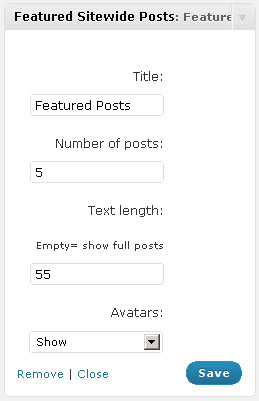 Featured Sitewide Posts: Feature
Title:
Featured Posts
Number of posts:
5
Text length:
Empty= show full posts
55
Avatars:
Show
Remove | Close
Save